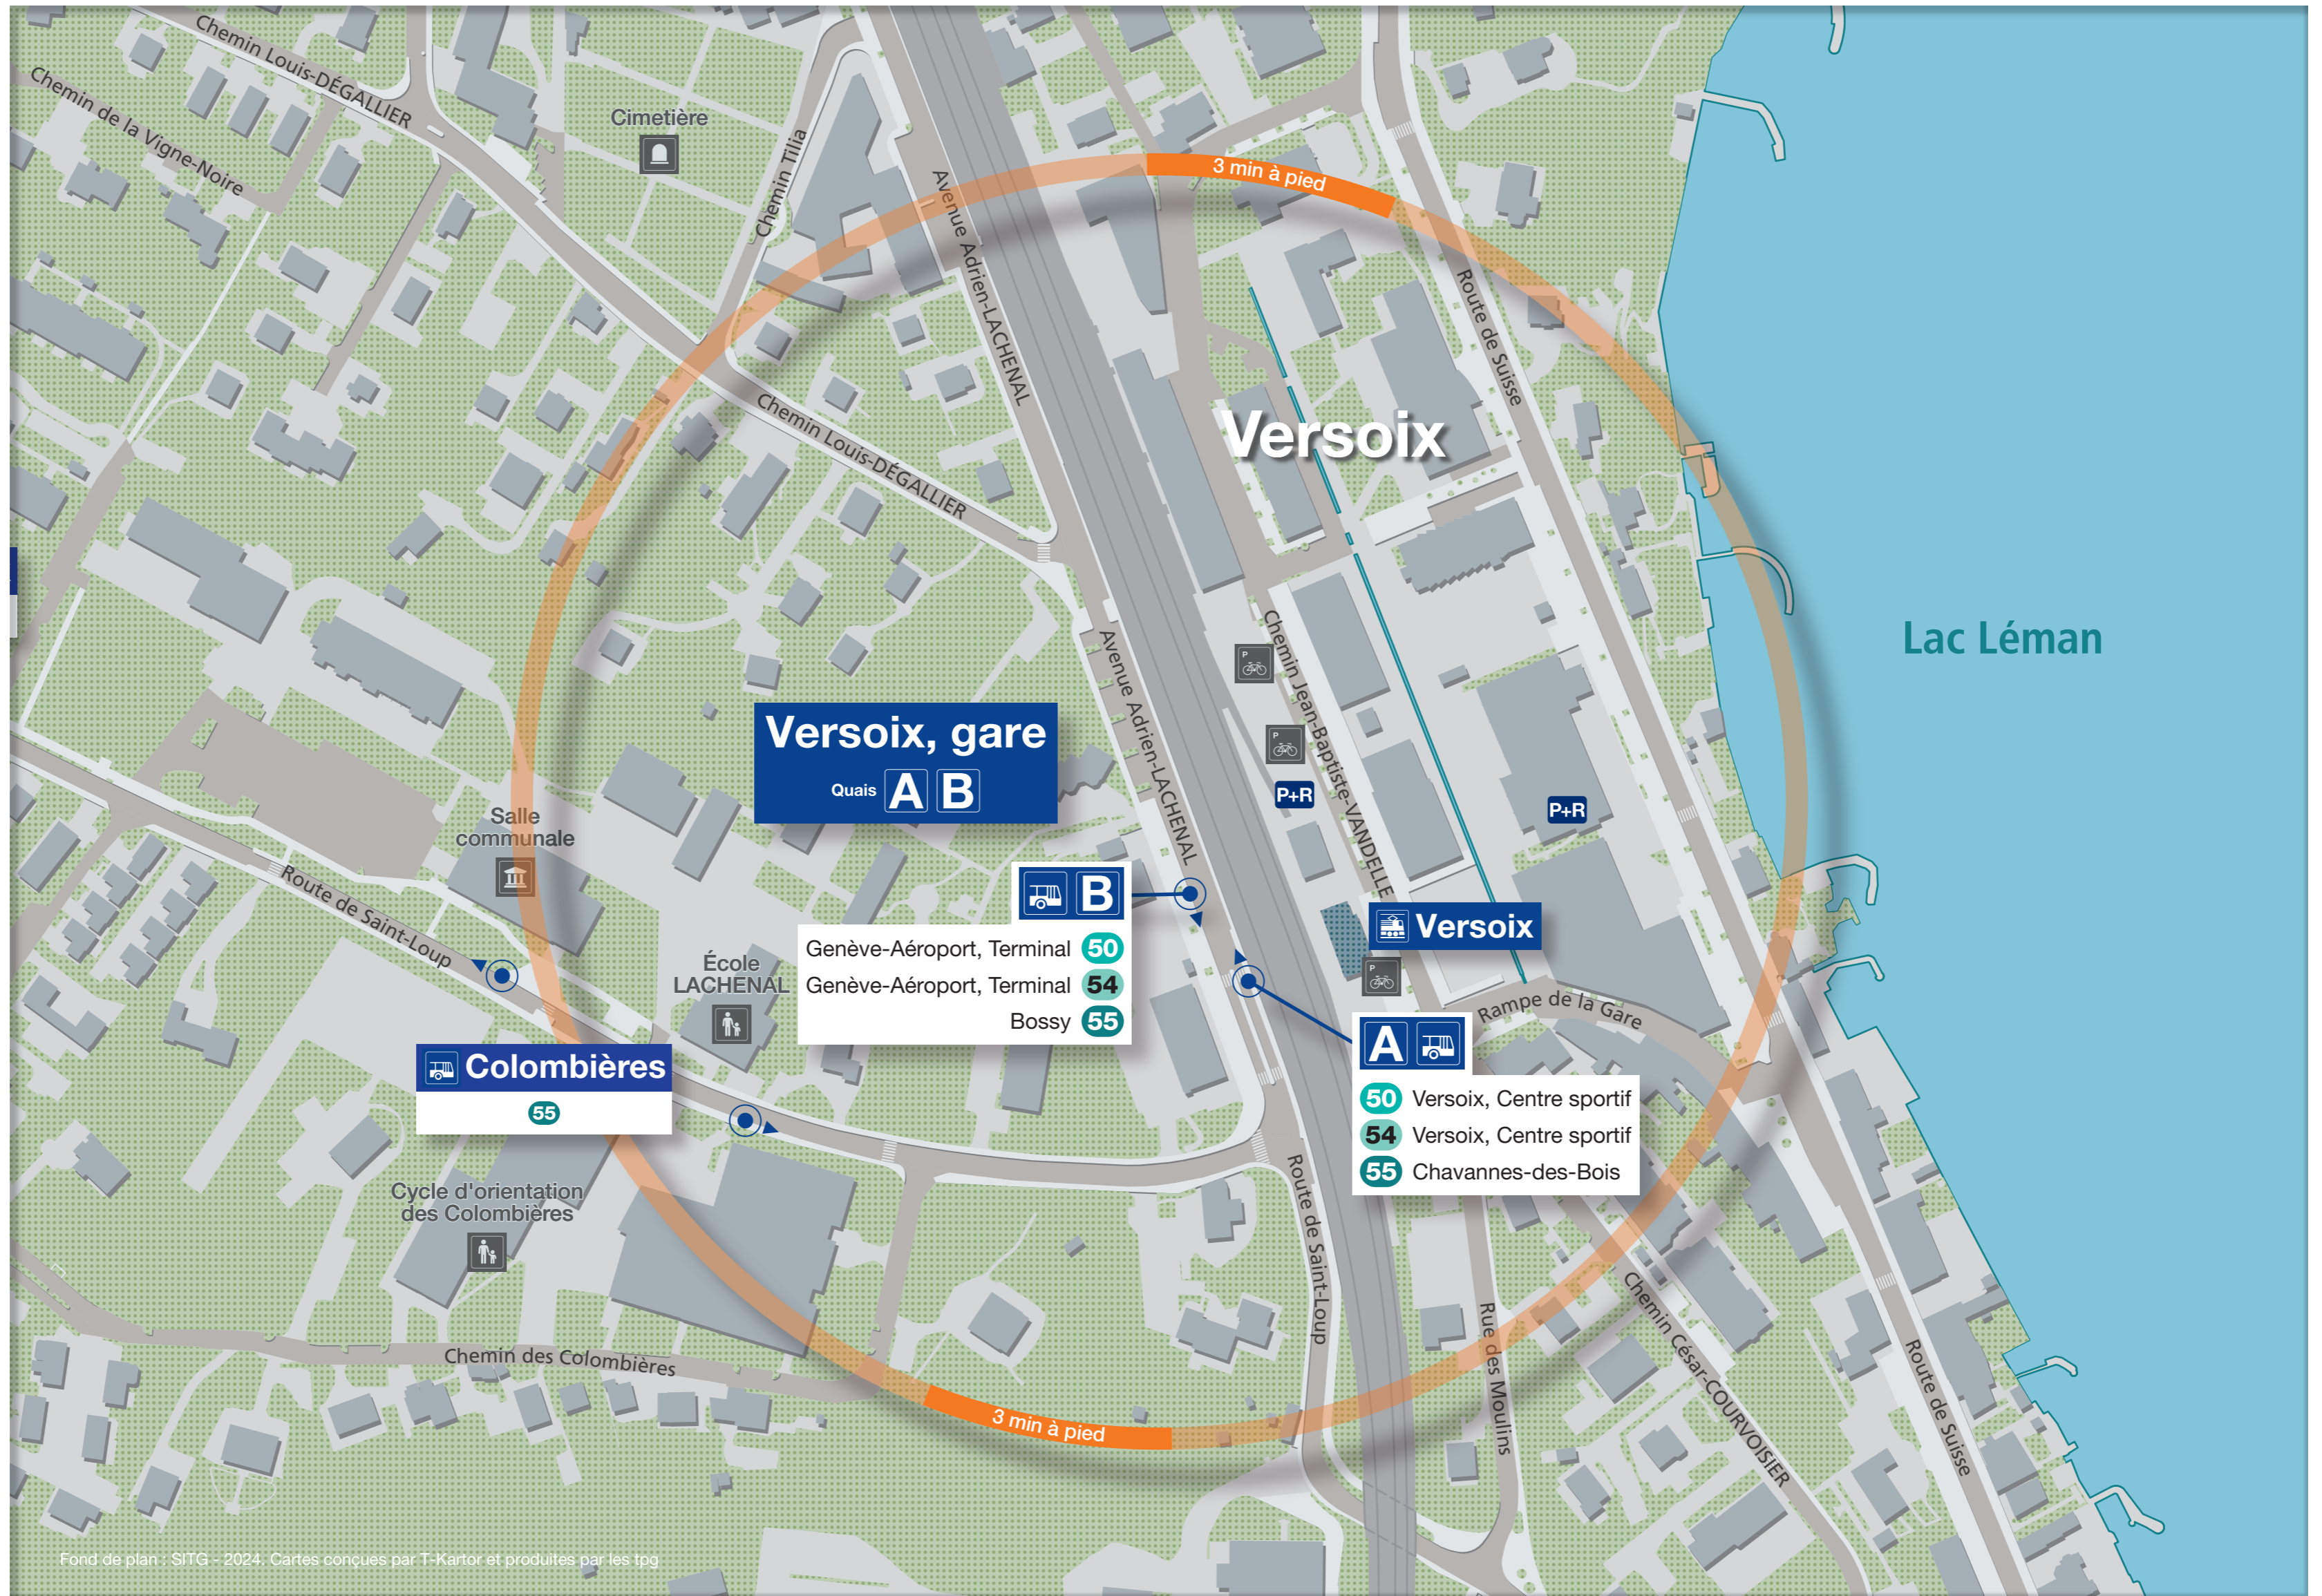 Chemin Louis-DÉGALLIER
Chemin de la Vigne-Noire
Cimetière
Chemin Tilia
Avenue Adrien-LACHENAL
3 min à pied
Route de Suisse
Chemin Louis-DÉGALLIER
Versoix
Lac Léman
Avenue Adrien-LACHENAL
Chemin Jean-Baptiste-VANDELLE
P
P
P+R
P+R
Versoix, gare
Quais A B
Salle
communale
Route de Saint-Loup
École
LACHENAL
B
Genève-Aéroport, Terminal 50
Genève-Aéroport, Terminal 54
Bossy 55
Versoix
P
Rampe de la Gare
A
50 Versoix, Centre sportif
54 Versoix, Centre sportif
55 Chavannes-des-Bois
Colombières
55
Cycle d'orientation
des Colombières
Route de Saint-Loup
Chemin des Colombières
Rue des Moulins
Chemin César-COURVOISIER
Route de Suisse
3 min à pied
Fond de plan : SITG - 2024. Cartes conçues par T-Kartor et produites par les tpg